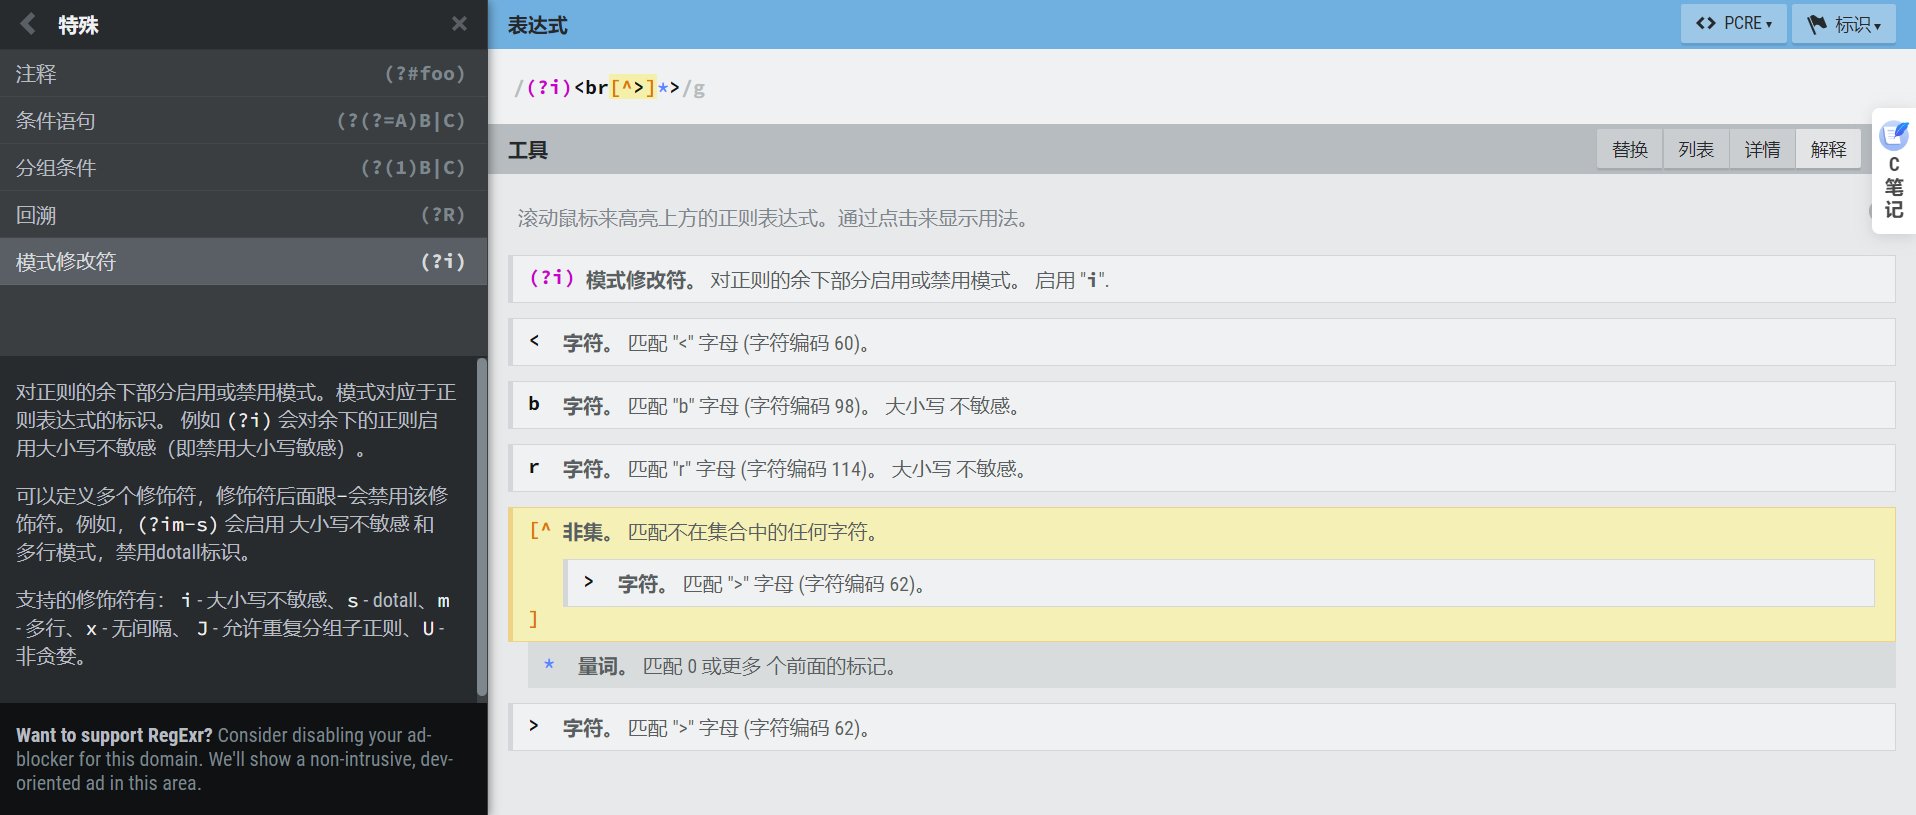 特殊
注释 (?#foo)
条件语句 (?(?=A)B|C)
分组条件 (?(1)B|C)
回溯 (?R)
模式修改符 (?i)
对正则的余下部分启用或禁用模式。模式对应于正
则表达式的标识。 例如 (?i) 会对余下的正则启
用大小写不敏感（即禁用大小写敏感）。
可以定义多个修饰符，修饰符后面跟-会禁用该修
饰符。例如，(?im-s) 会启用 大小写不敏感 和
多行模式，禁用dotall标识。
支持的修饰符有： i - 大小写不敏感、s - dotall、m
- 多行、x - 无间隔、 J - 允许重复分组子正则、U -
非贪婪。
Want to support RegExr? Consider disabling your ad-
blocker for this domain. We'll show a non-intrusive, dev-
oriented ad in this area.
表达式
<> PCRE ▾
标识 ▾
/(?i)<br[^>]*>/g
工具
替换 列表 详情 解释
滚动鼠标来高亮上方的正则表达式。通过点击来显示用法。
(?i) 模式修改符。 对正则的余下部分启用或禁用模式。 启用 "i".
< 字符。 匹配 "<" 字母 (字符编码 60)。
b 字符。 匹配 "b" 字母 (字符编码 98)。 大小写 不敏感。
r 字符。 匹配 "r" 字母 (字符编码 114)。 大小写 不敏感。
[^ 非集。 匹配不在集合中的任何字符。
> 字符。 匹配 ">" 字母 (字符编码 62)。
]
* 量词。 匹配 0 或更多 个前面的标记。
> 字符。 匹配 ">" 字母 (字符编码 62)。
C
笔
记